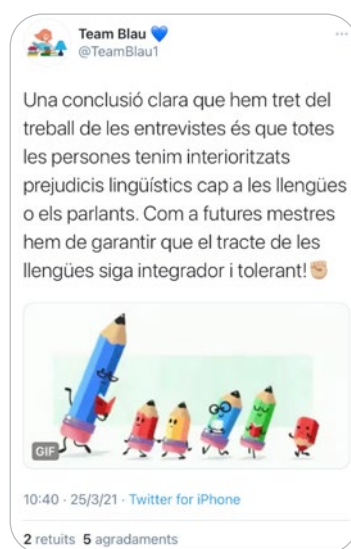 Team Blau 💙
@TeamBlau1
Una conclusió clara que hem tret del
treball de les entrevistes és que totes
les persones tenim interioritzats
prejudicis lingüístics cap a les llengües
o els parlants. Com a futures mestres
hem de garantir que el tracte de les
llengües siga integrador i tolerant!✊🏼
GIF
10:40 · 25/3/21 · Twitter for iPhone
2 retuits 5 agradaments